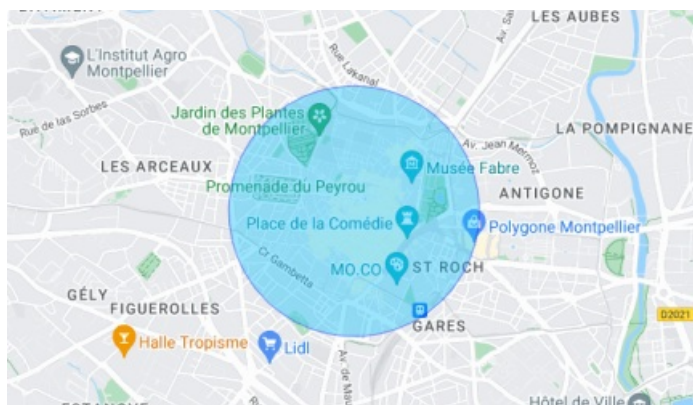 LES AUBES
L'Institut Agro
Montpellier
Rue Lakanal
Jardin des Plantes
de Montpellier
Rue de las Sorbes
LA POMPIGNANE
Av. Jean Mermoz
LES ARCEAUX
Musée Fabre
Promenade du Peyrou
ANTIGONE
Place de la Comédie
Polygone Montpellier
Cr Gambetta
MO.CO
ST ROCH
GÉLY
FIGUEROLLES
D2021
GARES
Halle Tropisme
Lidl
Hôtel de Ville